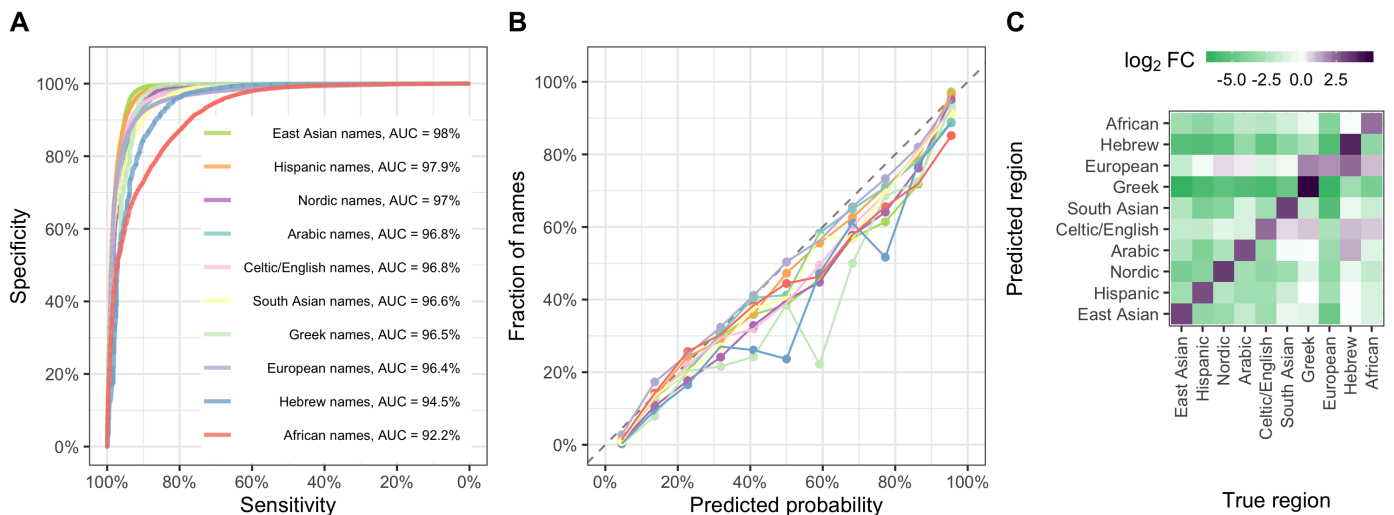 A
Specificity
100%
80%
60%
40%
20%
0%
East Asian names, AUC = 98%
Hispanic names, AUC = 97.9%
Nordic names, AUC = 97%
Arabic names, AUC = 96.8%
Celtic/English names, AUC = 96.8%
South Asian names, AUC = 96.6%
Greek names, AUC = 96.5%
European names, AUC = 96.4%
Hebrew names, AUC = 94.5%
African names, AUC = 92.2%
100% 80% 60% 40% 20% 0%
Sensitivity
B
Fraction of names
100%
80%
60%
40%
20%
0%
0% 20% 40% 60% 80% 100%
Predicted probability
C
log2 FC
-5.0 -2.5 0.0 2.5
Predicted region
African
Hebrew
European
Greek
South Asian
Celtic/English
Arabic
Nordic
Hispanic
East Asian
East Asian
Hispanic
Nordic
Arabic
Celtic/English
South Asian
Greek
European
Hebrew
African
True region